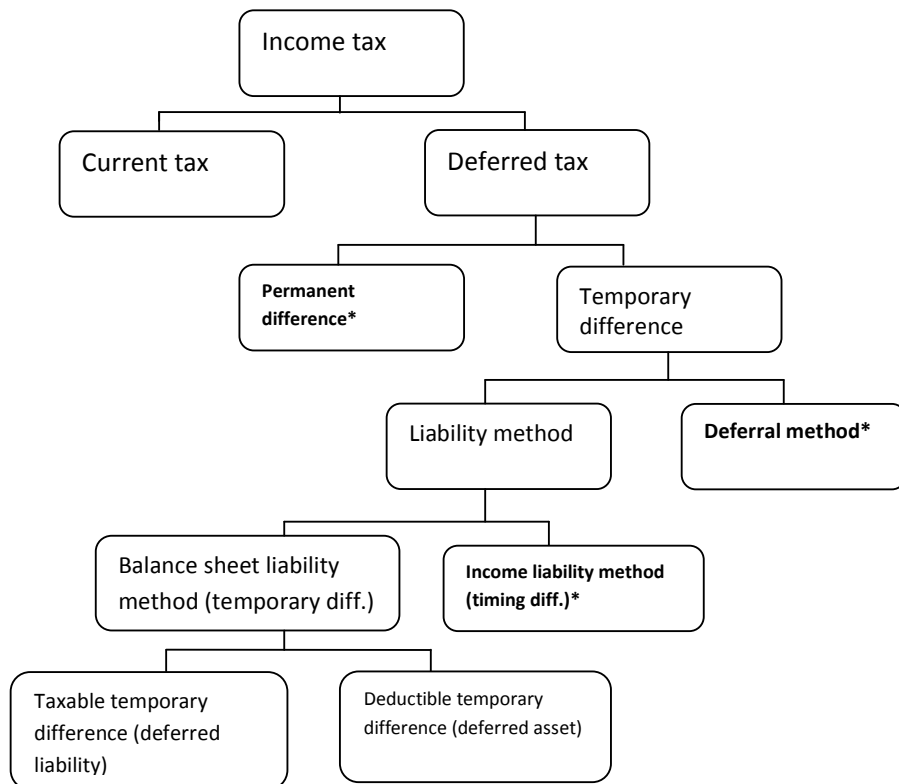 Income tax
Current tax
Deferred tax
Permanent
difference*
Temporary
difference
Liability method
Deferral method*
Balance sheet liability
method (temporary diff.)
Income liability method
(timing diff.)*
Taxable temporary
difference (deferred
liability)
Deductible temporary
difference (deferred asset)